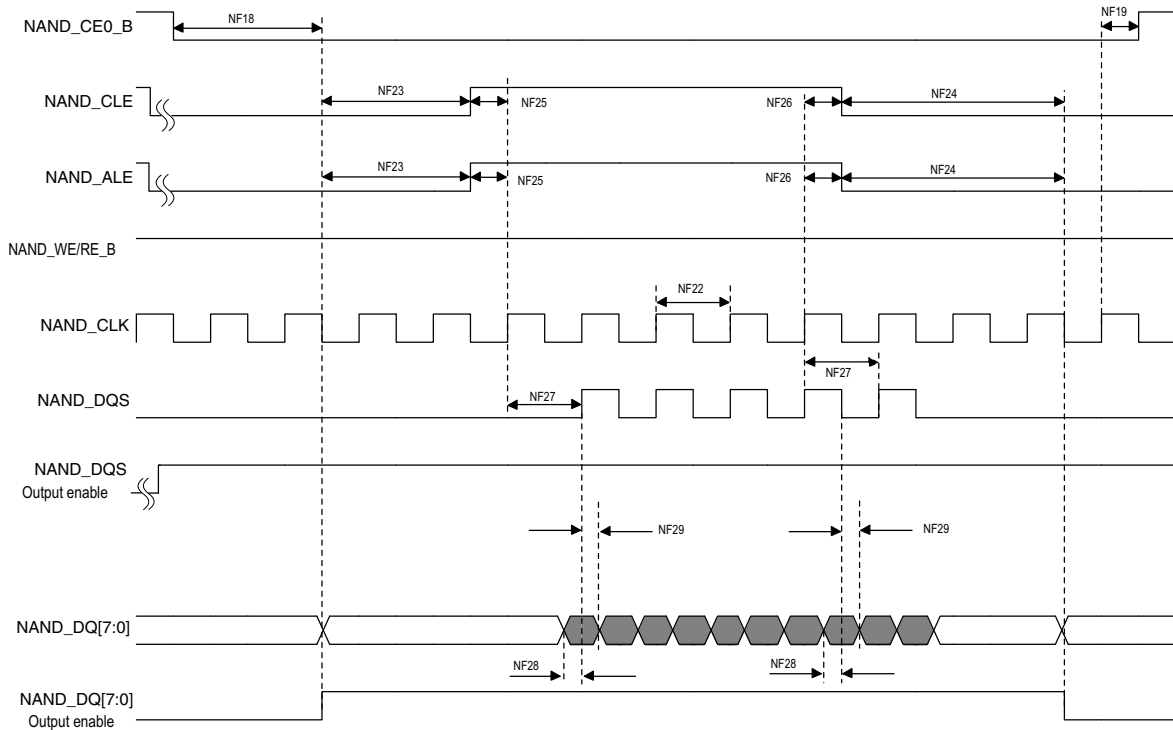 NF18
NF19
NAND_CE0_B
NF23
NF25
NF26
NF24
NAND_CLE
NF23
NF25
NF26
NF24
NAND_ALE
NAND_WE/RE_B
NF22
NAND_CLK
NF27
NF27
NAND_DQS
NAND_DQS
Output enable
NF29
NF29
NAND_DQ[7:0]
NF28
NF28
NAND_DQ[7:0]
Output enable